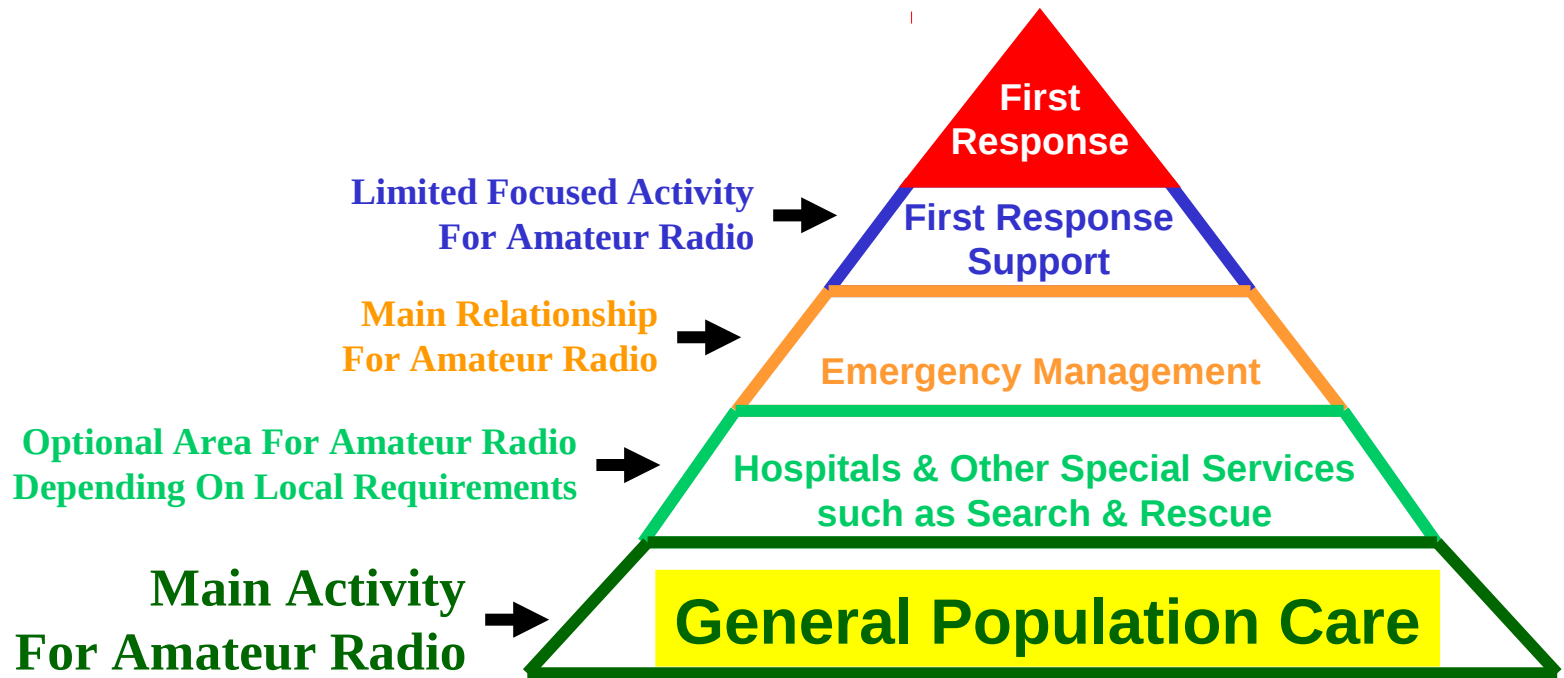 First
Response
Limited Focused Activity
For Amateur Radio
First Response
Support
Main Relationship
For Amateur Radio
Emergency Management
Optional Area For Amateur Radio
Depending On Local Requirements
Hospitals & Other Special Services
such as Search & Rescue
Main Activity
For Amateur Radio
General Population Care